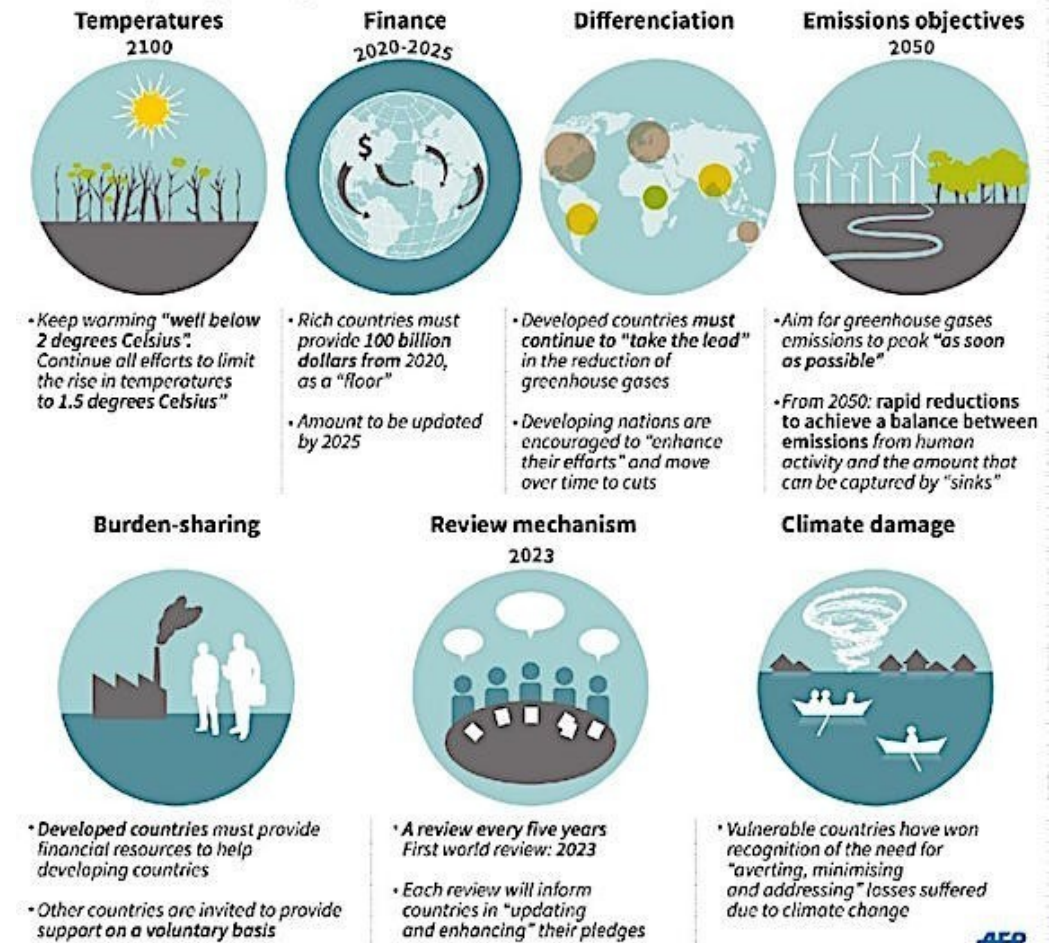 Temperatures
2100
Finance
2020-2025
Differenciation
Emissions objectives
2050
$
• Keep warming "well below
2 degrees Celsius".
Continue all efforts to limit
the rise in temperatures
to 1.5 degrees Celsius"
• Rich countries must
provide 100 billion
dollars from 2020,
as a "floor"
• Amount to be updated
by 2025
• Developed countries must
continue to "take the lead"
in the reduction of
greenhouse gases
• Developing nations are
encouraged to "enhance
their efforts" and move
over time to cuts
• Aim for greenhouse gases
emissions to peak "as soon
as possible"
• From 2050: rapid reductions
to achieve a balance between
emissions from human
activity and the amount that
can be captured by "sinks"
Burden-sharing
Review mechanism
2023
Climate damage
• Developed countries must provide
financial resources to help
developing countries
• Other countries are invited to provide
support on a voluntary basis
• A review every five years
First world review: 2023
• Each review will inform
countries in "updating
and enhancing" their pledges
• Vulnerable countries have won
recognition of the need for
"averting, minimising
and addressing" losses suffered
due to climate change
AFP